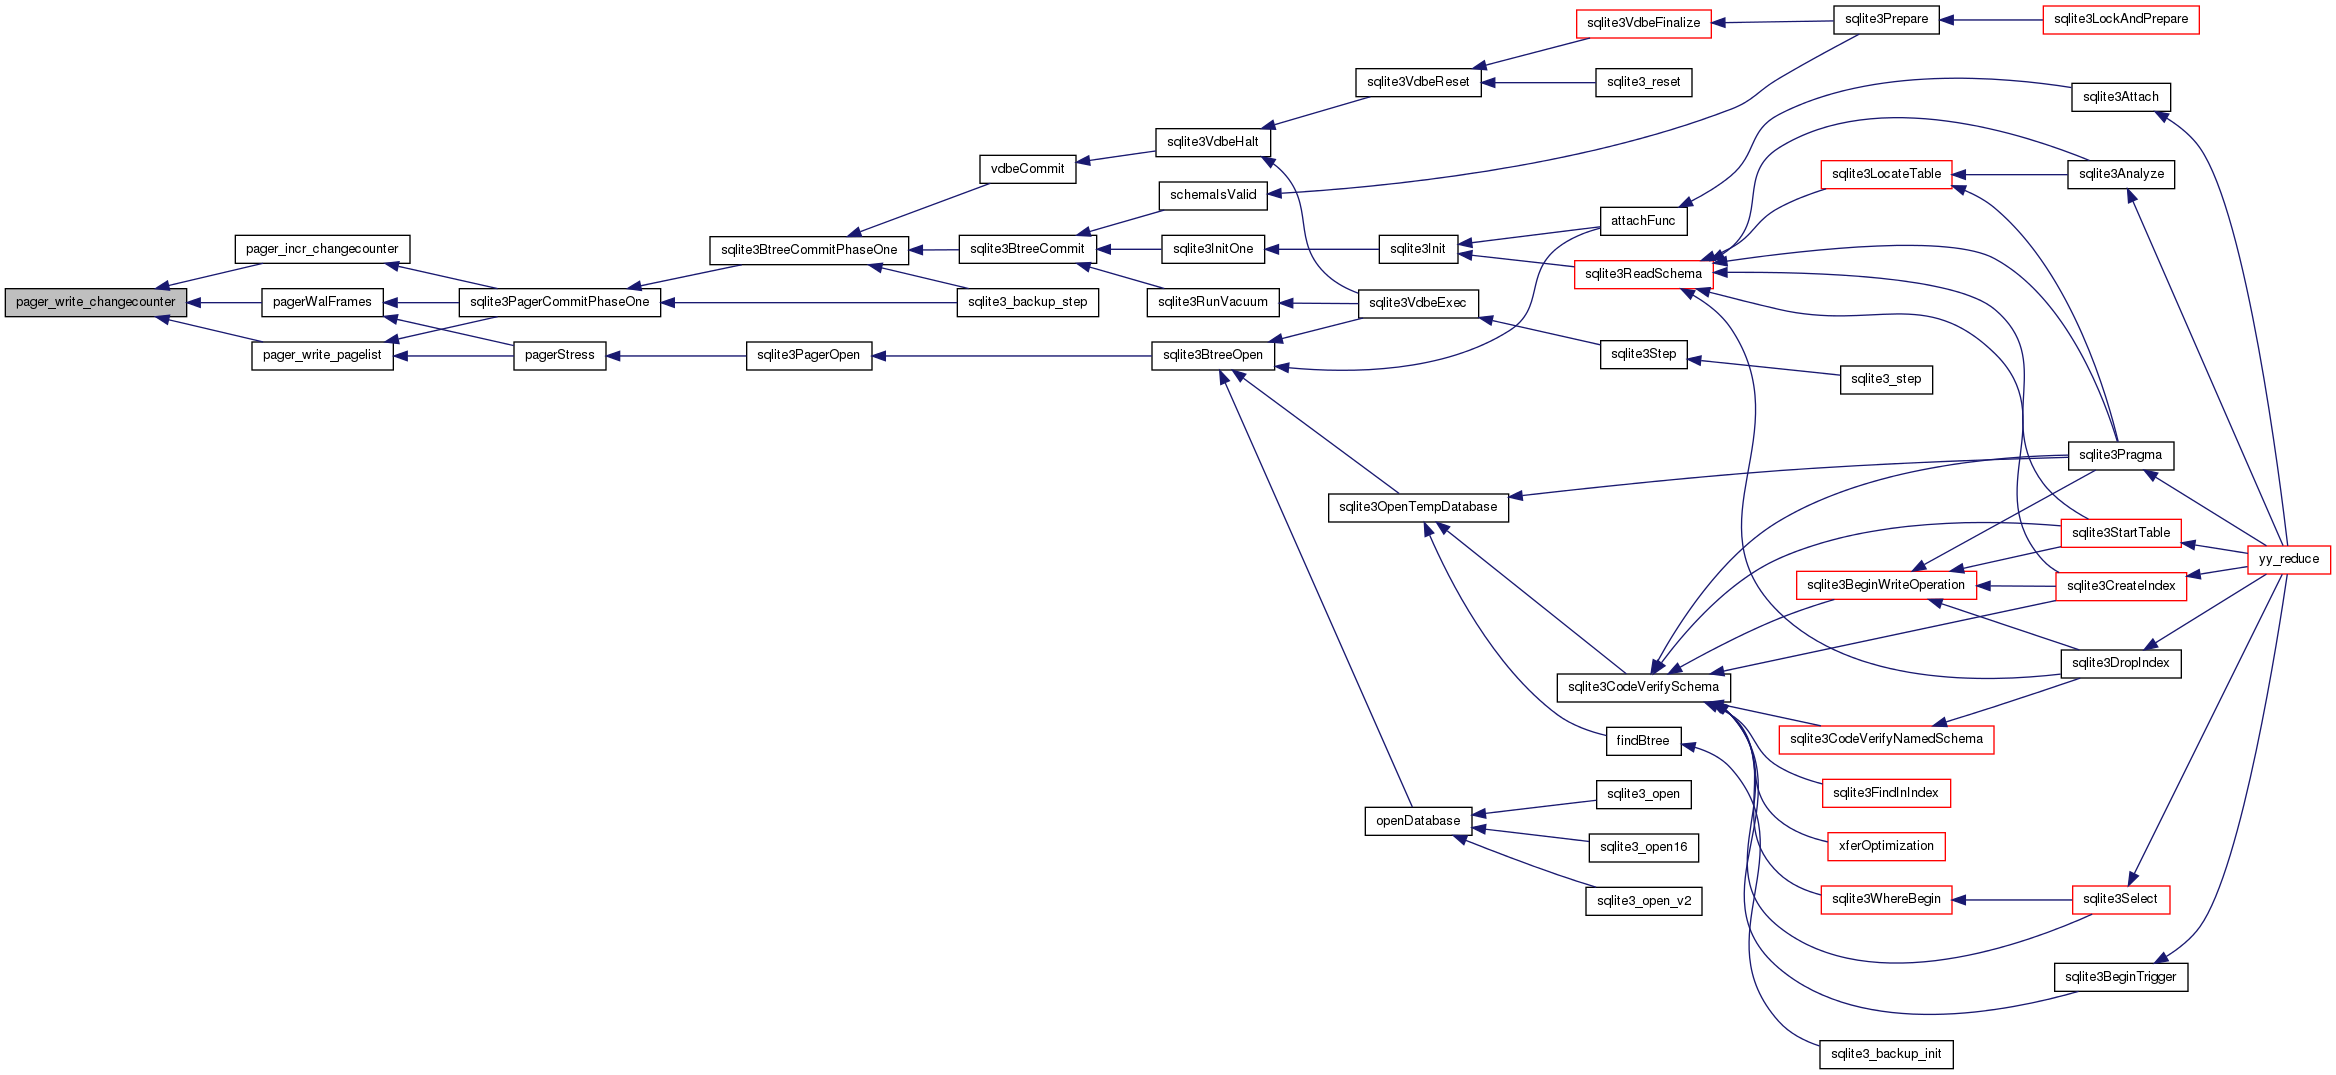 pager_write_changecounter
pager_incr_changecounter
pagerWalFrames
pager_write_pagelist
sqlite3PagerCommitPhaseOne
pagerStress
sqlite3BtreeCommitPhaseOne
sqlite3PagerOpen
vdbeCommit
sqlite3BtreeCommit
sqlite3_backup_step
sqlite3VdbeHalt
schemaIsValid
sqlite3InitOne
sqlite3RunVacuum
sqlite3BtreeOpen
sqlite3VdbeReset
sqlite3Init
sqlite3VdbeExec
sqlite3OpenTempDatabase
openDatabase
sqlite3VdbeFinalize
sqlite3_reset
attachFunc
sqlite3ReadSchema
sqlite3Step
sqlite3CodeVerifySchema
findBtree
sqlite3_open
sqlite3_open16
sqlite3_open_v2
sqlite3Prepare
sqlite3LocateTable
sqlite3_step
sqlite3BeginWriteOperation
sqlite3CodeVerifyNamedSchema
sqlite3FindInIndex
xferOptimization
sqlite3WhereBegin
sqlite3_backup_init
sqlite3LockAndPrepare
sqlite3Attach
sqlite3Analyze
sqlite3Pragma
sqlite3StartTable
sqlite3CreateIndex
sqlite3DropIndex
sqlite3Select
sqlite3BeginTrigger
yy_reduce